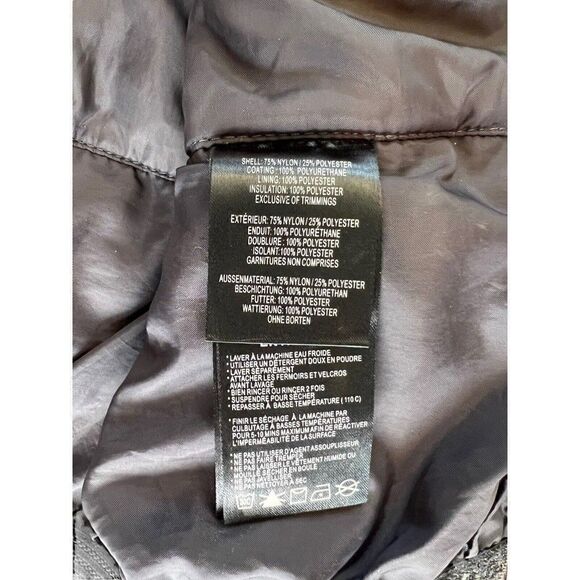 SHELL: 75% NYLON / 25% POLYESTER
COATING: 100% POLYURETHANE
LINING: 100% POLYESTER
INSULATION: 100% POLYESTER
EXCLUSIVE OF TRIMMINGS
EXTÉRIEUR: 75% NYLON / 25% POLYESTER
ENDUIT: 100% POLYURÉTHANE
DOUBLURE : 100% POLYESTER
ISOLANT:100% POLYESTER
GARNITURES NON COMPRISES
AUSSENMATERIAL: 75% NYLON / 25% POLYESTER
BESCHICHTUNG: 100% POLYURETHAN
FUTTER: 100% POLYESTER
WATTIERUNG: 100% POLYESTER
OHNE BORTEN
* LAVER À LA MACHINE EAU FROIDE
* UTILISER UN DÉTERGENT DOUX EN POUDRE
* LAVER SÉPARÉMENT
* ATTACHER LES FERMOIRS ET VELCROS
AVANT LAVAGE
* BIEN RINCER OU RINCER 2 FOIS
* SUSPENDRE POUR SÉCHER
* REPASSER À BASSE TEMPÉRATURE ( 110 C)
* FINIR LE SÉCHAGE À LA MACHINE PAR
CULBUTAGE À BASSES TEMPÉRATURES
POUR 5-10 MINS MAXIMUM AFIN DE RÉACTIVER
L'IMPERMÉABILITÉ DE LA SURFACE
* NE PAS UTILISER D'AGENT ASSOUPLISSEUR
* NE PAS FAIRE TREMPER
* NE PAS LAISSER LE VÊTEMENT HUMIDE OU
MOUILLÉ SÉCHER EN BOULE
* NE PAS JAVELLISER
* NE PAS NETTOYER À SEC